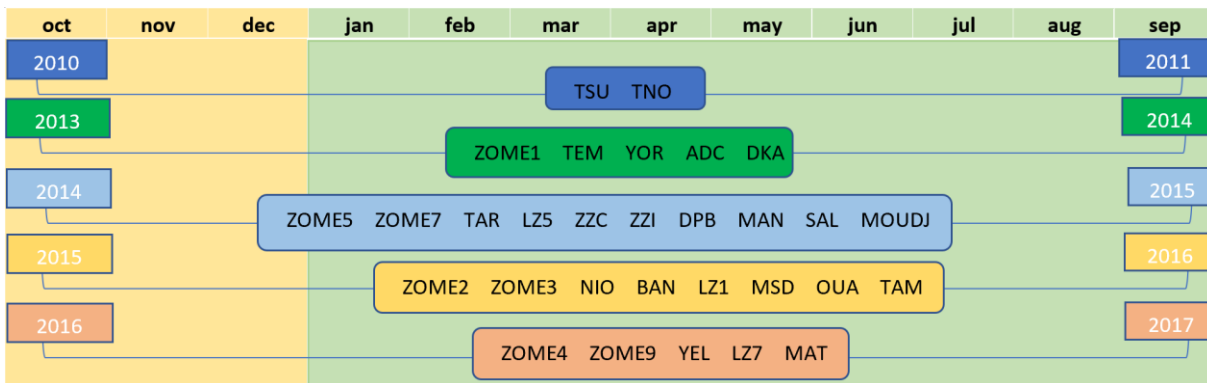 oct nov dec jan feb mar apr may jun jul aug sep
2010 2011
TSU TNO
2013 2014
ZOME1 TEM YOR ADC DKA
2014 2015
ZOME5 ZOME7 TAR LZ5 ZZC ZZI DPB MAN SAL MOUDJ
2015 2016
ZOME2 ZOME3 NIO BAN LZ1 MSD OUA TAM
2016 2017
ZOME4 ZOME9 YEL LZ7 MAT